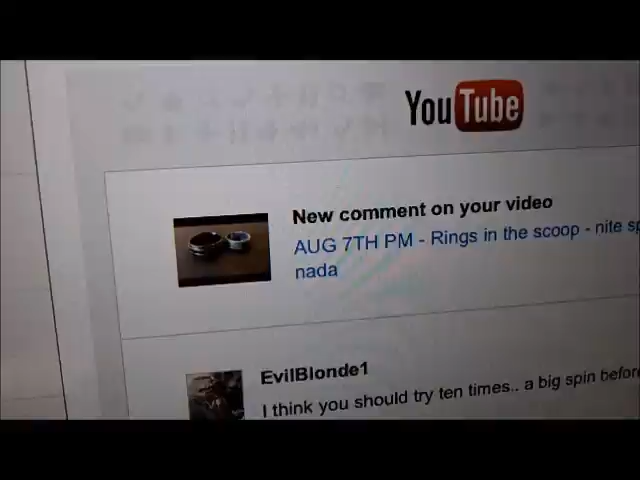 YouTube
New comment on your video
AUG 7TH PM - Rings in the scoop - nite
nada
EvilBlonde1
I think you should try ten times.. a big spin before